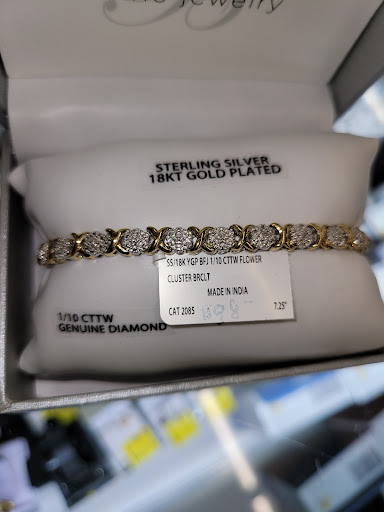 Jewelry
STERLING SILVER
18KT GOLD PLATED
SS/18K YGP BFJ 1/10 CTTW FLOWER
CLUSTER BRCLT
MADE IN INDIA
CAT 2085 7.25"
1/10 CTTW
GENUINE DIAMOND